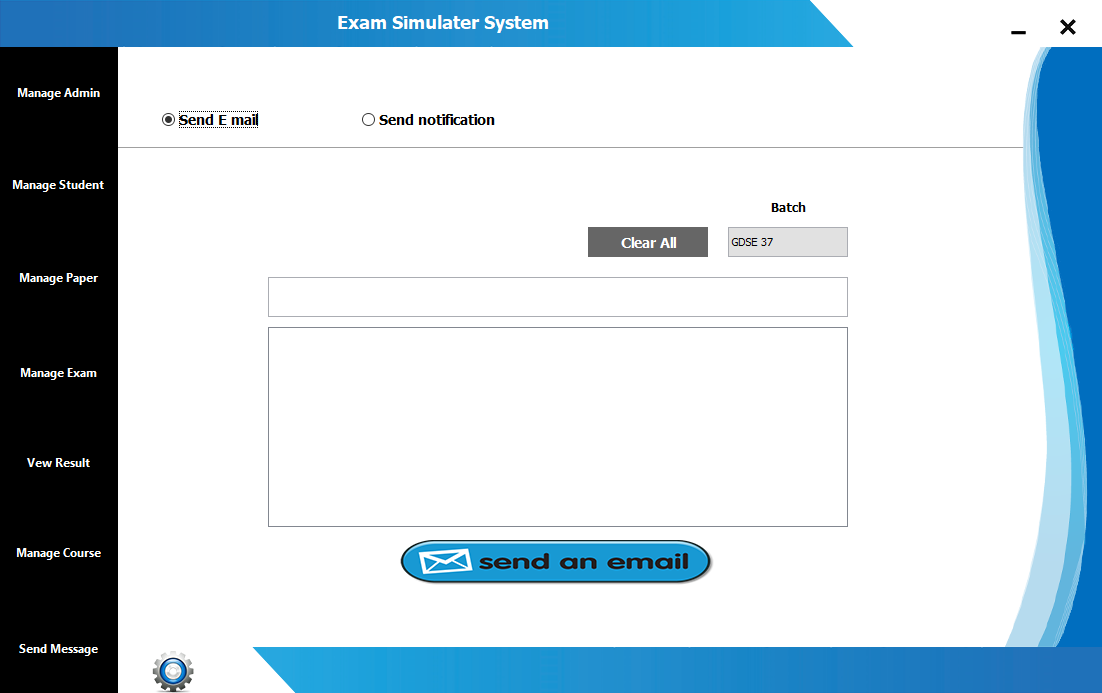 Exam Simulater System
Manage Admin
Send E mail
Send notification
Manage Student
Batch
Clear All
GDSE 37
Manage Paper
Manage Exam
Vew Result
Manage Course
send an email
Send Message